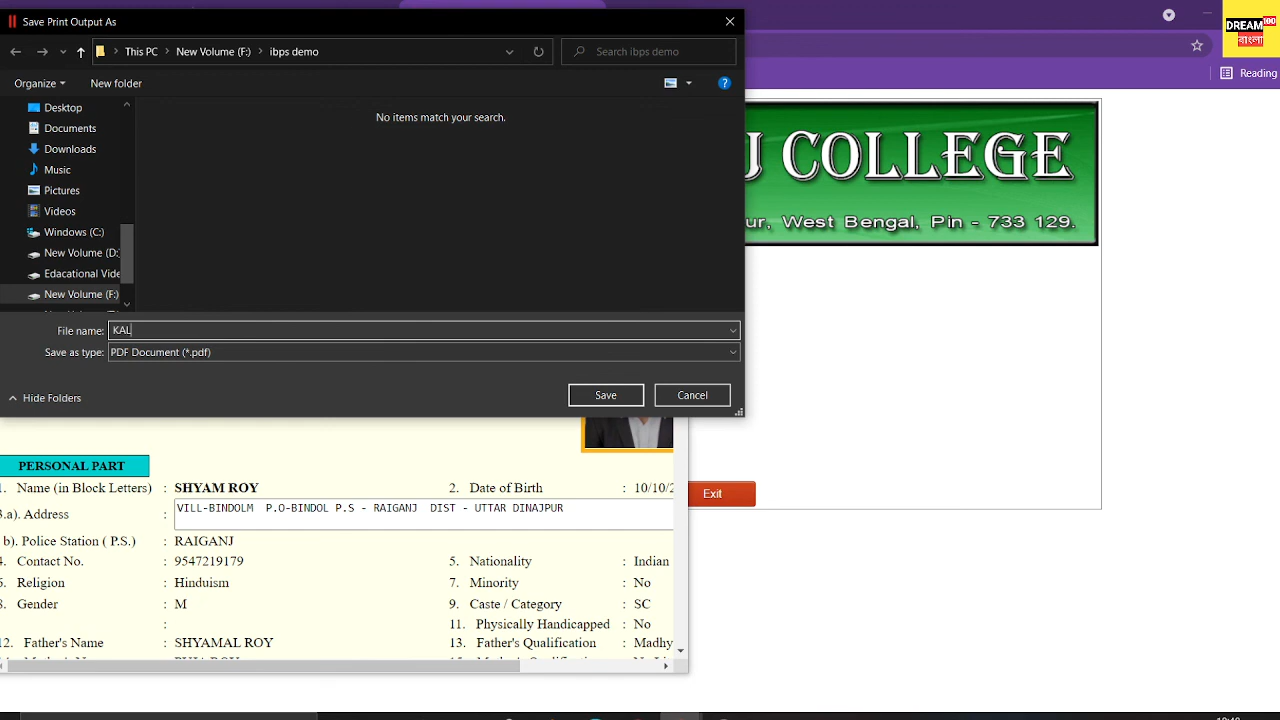 Save Print Output As
This PC
New Volume (F:)
ibps demo
Search ibps demo
DREAM100
বাংলা
Reading
Organize
New folder
Desktop
Documents
Downloads
Music
Pictures
Videos
Windows (C:)
New Volume (D:
Educational Vide
New Volume (F:)
No items match your search.
J COLLEGE
ur, West Bengal, Pin - 733 129.
File name: KAL
Save as type: PDF Document (*.pdf)
Hide Folders
Save
Cancel
Exit
PERSONAL PART
1. Name (in Block Letters) : SHYAM ROY 2. Date of Birth : 10/10/2
3.a). Address : VILL-BINDOLM P.O-BINDOL P.S - RAIGANJ DIST - UTTAR DINAJPUR
b). Police Station ( P.S.) : RAIGANJ
4. Contact No. : 9547219179 5. Nationality : Indian
6. Religion : Hinduism 7. Minority : No
8. Gender : M 9. Caste / Category : SC
: 11. Physically Handicapped : No
12. Father's Name : SHYAMAL ROY 13. Father's Qualification : Madhy